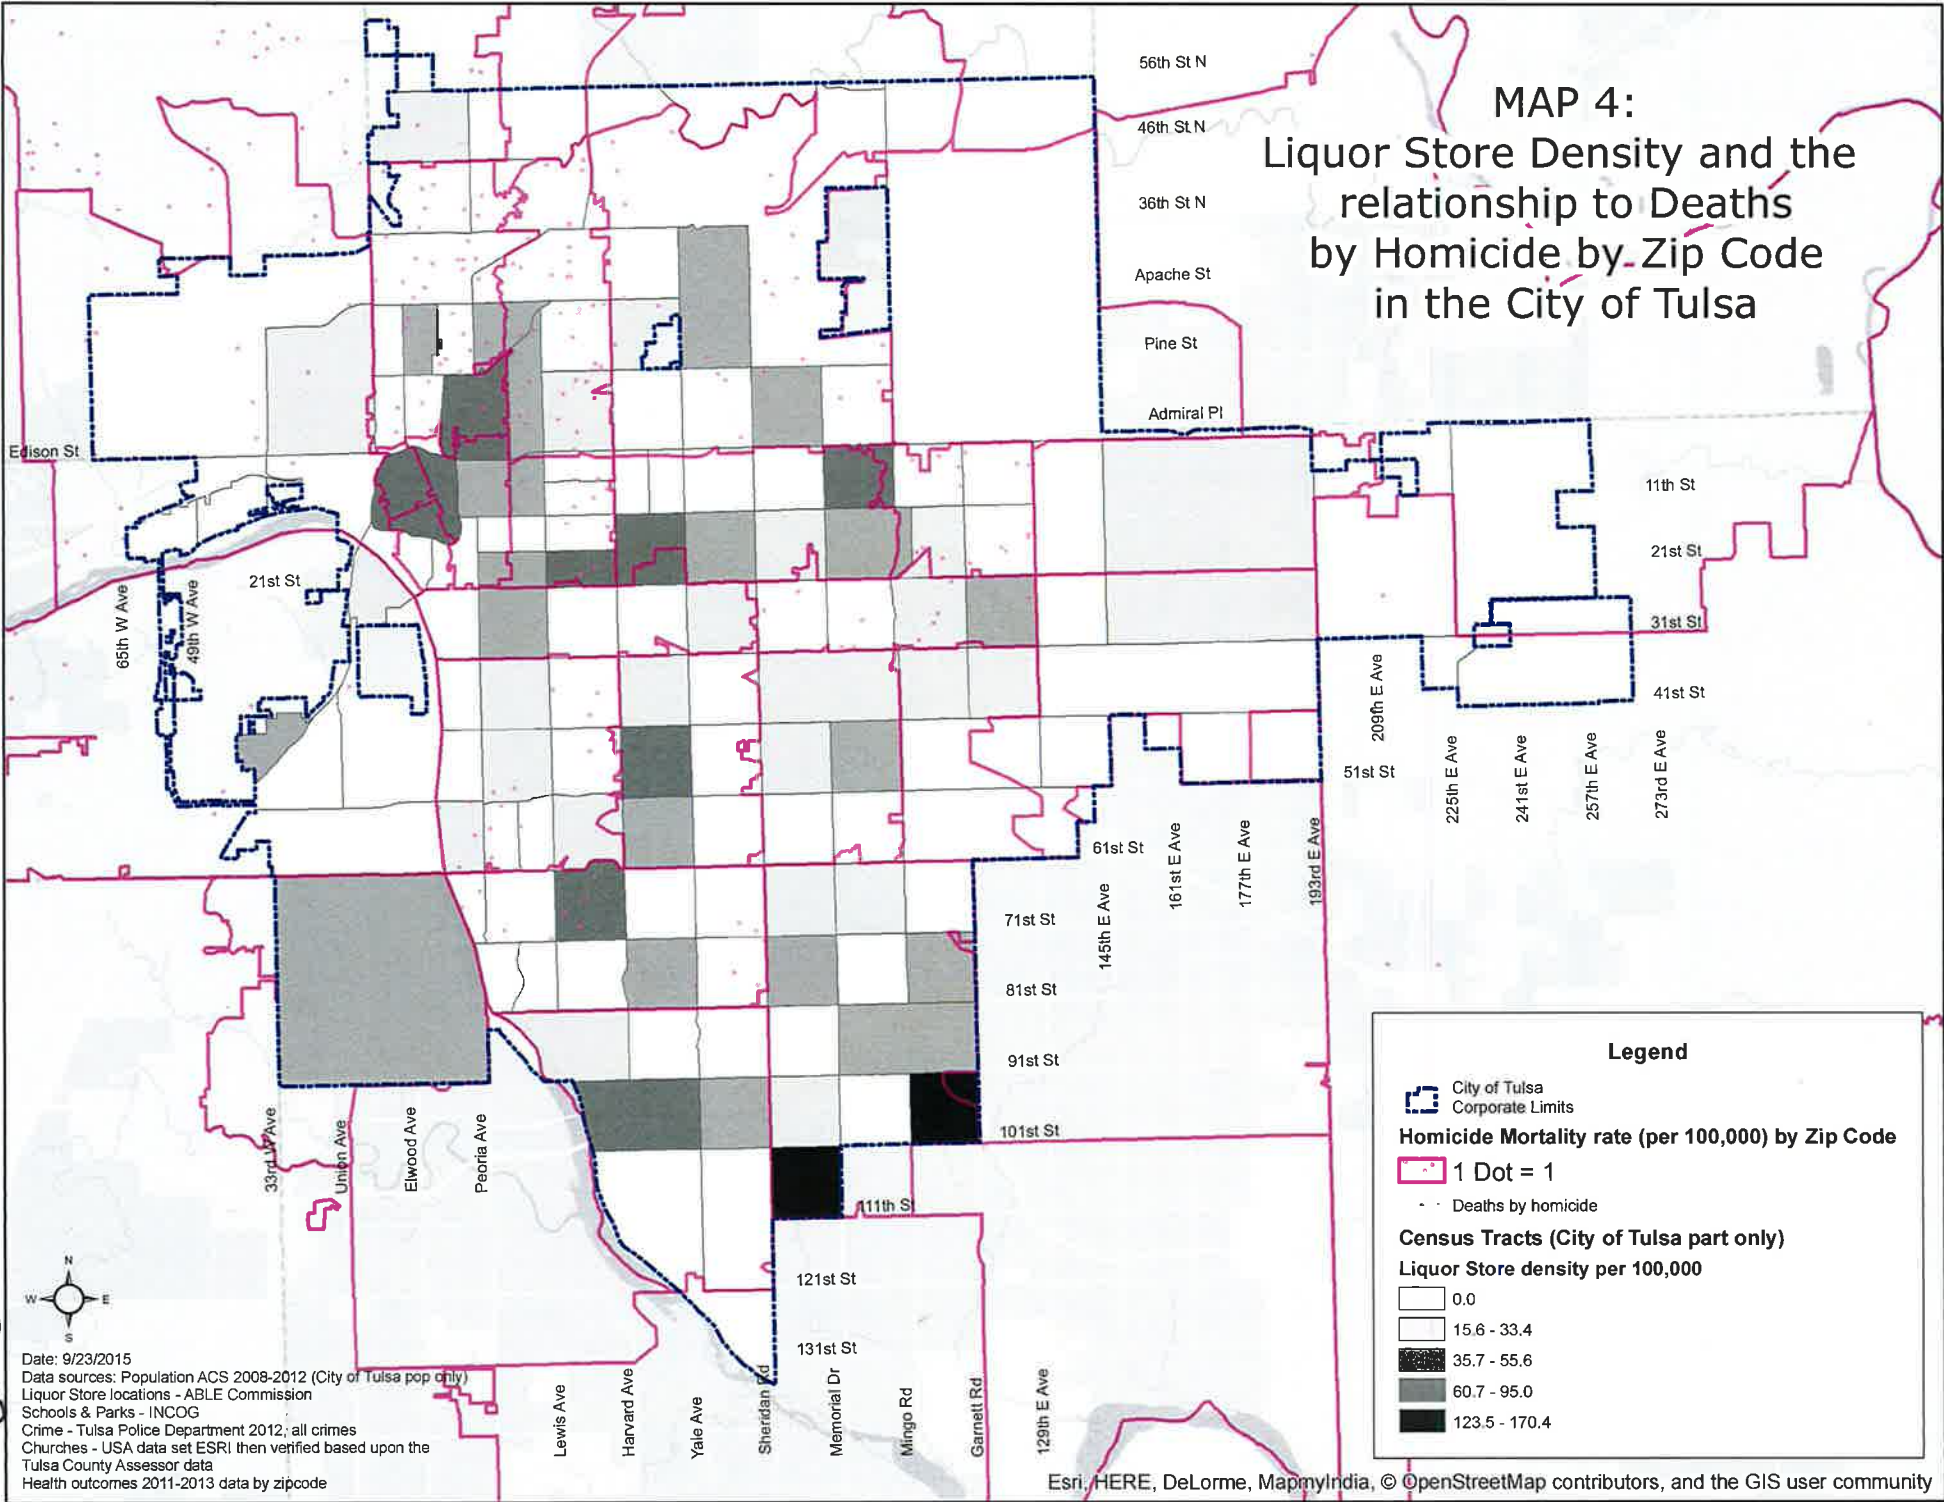 MAP 4:
Liquor Store Density and the
relationship to Deaths
by Homicide by Zip Code
in the City of Tulsa
56th St N
46th St N
36th St N
Apache St
Pine St
Admiral Pl
Edison St
11th St
21st St
31st St
41st St
21st St
65th W Ave
49th W Ave
209th E Ave
51st St
225th E Ave
241st E Ave
257th E Ave
273rd E Ave
61st St
145th E Ave
161st E Ave
177th E Ave
193rd E Ave
71st St
81st St
91st St
101st St
111th St
121st St
131st St
33rd W Ave
Union Ave
Elwood Ave
Peoria Ave
Lewis Ave
Harvard Ave
Yale Ave
Sheridan Rd
Memorial Dr
Mingo Rd
Garnett Rd
129th E Ave
Legend
City of Tulsa
Corporate Limits
Homicide Mortality rate (per 100,000) by Zip Code
1 Dot = 1
Deaths by homicide
Census Tracts (City of Tulsa part only)
Liquor Store density per 100,000
0.0
15.6 - 33.4
35.7 - 55.6
60.7 - 95.0
123.5 - 170.4
N
W E
S
Date: 9/23/2015
Data sources: Population ACS 2008-2012 (City of Tulsa pop only)
Liquor Store locations - ABLE Commission
Schools & Parks - INCOG
Crime - Tulsa Police Department 2012, all crimes
Churches - USA data set ESRI then verified based upon the
Tulsa County Assessor data
Health outcomes 2011-2013 data by zipcode
Esri, HERE, DeLorme, MapmyIndia, © OpenStreetMap contributors, and the GIS user community